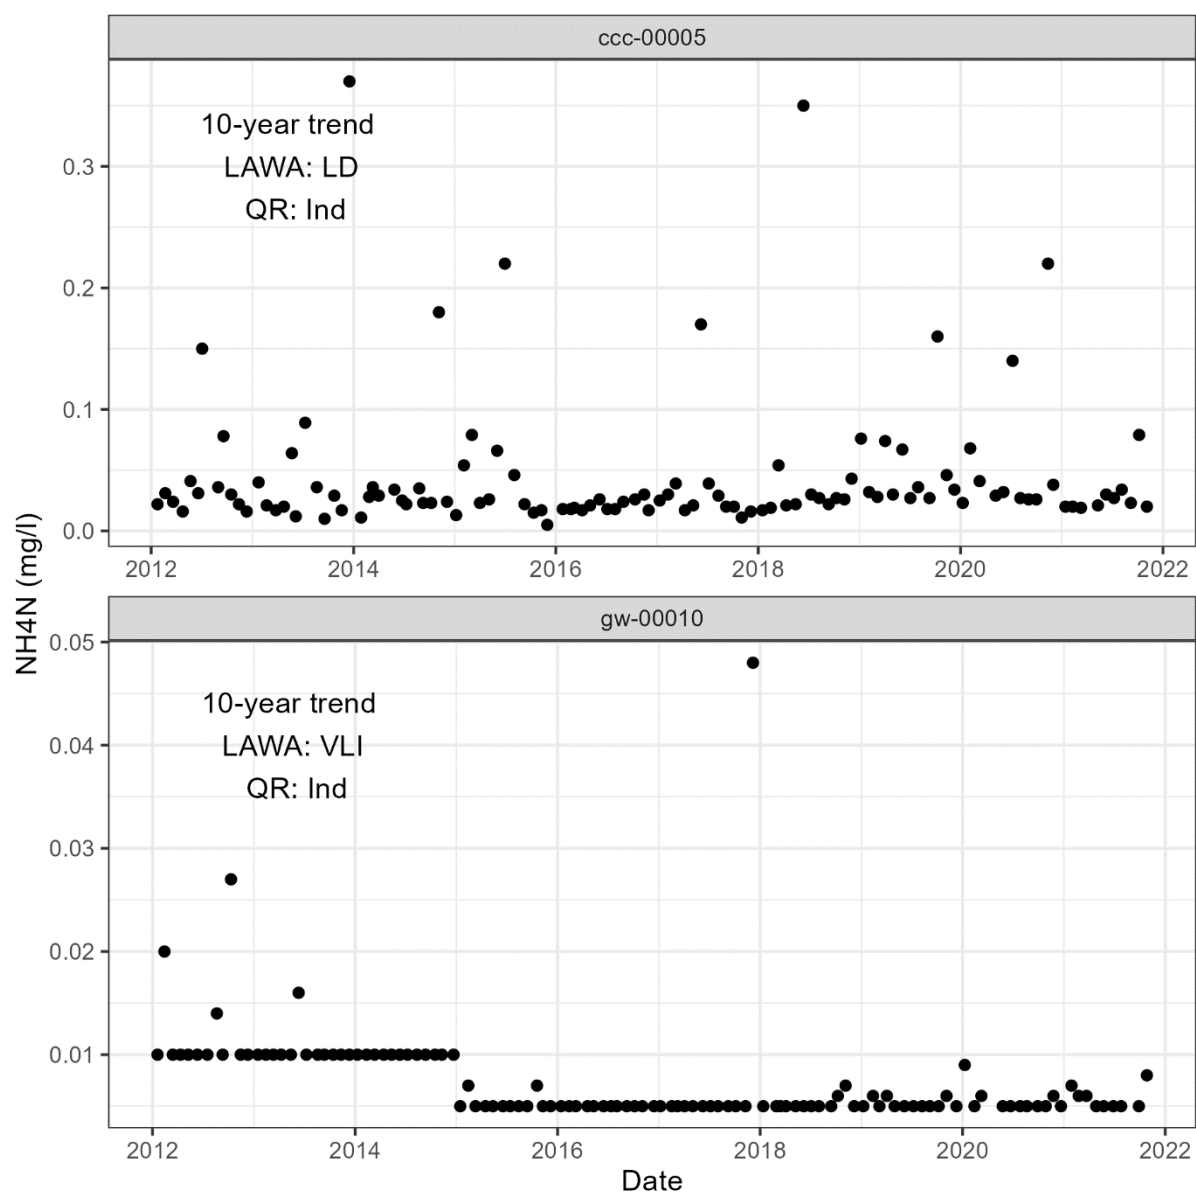 ccc-00005
10-year trend
LAWA: LD
QR: Ind
0.3
0.2
0.1
0.0
2012 2014 2016 2018 2020 2022
NH4N (mg/l)
gw-00010
0.05
10-year trend
LAWA: VLI
QR: Ind
0.04
0.03
0.02
0.01
2012 2014 2016 2018 2020 2022
Date